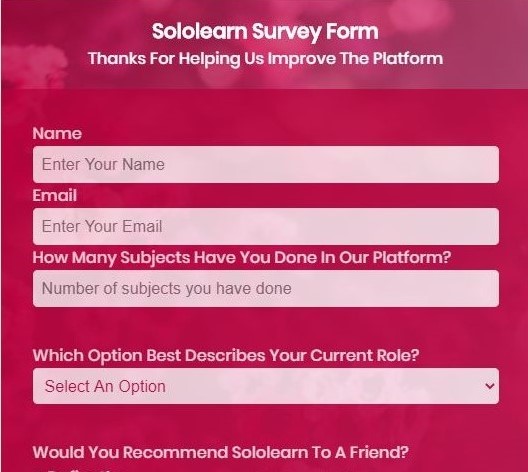 Sololearn Survey Form
Thanks For Helping Us Improve The Platform
Name
Enter Your Name
Email
Enter Your Email
How Many Subjects Have You Done In Our Platform?
Number of subjects you have done
Which Option Best Describes Your Current Role?
Select An Option
Would You Recommend Sololearn To A Friend?